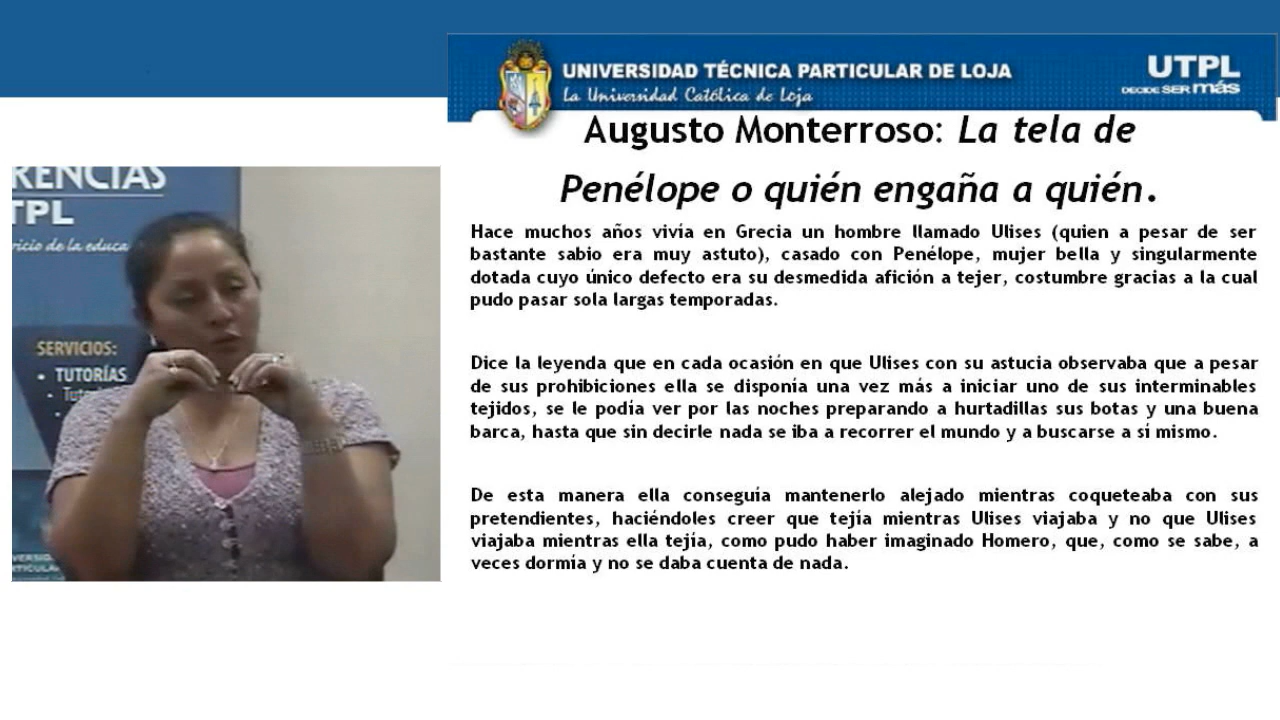 UNIVERSIDAD TÉCNICA PARTICULAR DE LOJA
La Universidad Católica de Loja
UTPL
DECIDE SER más
Augusto Monterroso: La tela de
Penélope o quién engaña a quién.
Hace muchos años vivía en Grecia un hombre llamado Ulises (quien a pesar de ser
bastante sabio era muy astuto), casado con Penélope, mujer bella y singularmente
dotada cuyo único defecto era su desmedida afición a tejer, costumbre gracias a la cual
pudo pasar sola largas temporadas.
Dice la leyenda que en cada ocasión en que Ulises con su astucia observaba que a pesar
de sus prohibiciones ella se disponía una vez más a iniciar uno de sus interminables
tejidos, se le podía ver por las noches preparando a hurtadillas sus botas y una buena
barca, hasta que sin decirle nada se iba a recorrer el mundo y a buscarse a sí mismo.
De esta manera ella conseguía mantenerlo alejado mientras coqueteaba con sus
pretendientes, haciéndoles creer que tejía mientras Ulises viajaba y no que Ulises
viajaba mientras ella tejía, como pudo haber imaginado Homero, que, como se sabe, a
veces dormía y no se daba cuenta de nada.
RENCIAS
TPL
icio de la educa
SERVICIOS:
• TUTORÍAS